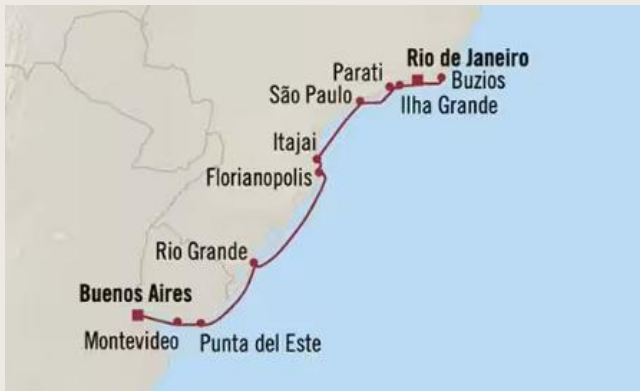 Rio de Janeiro
Parati
Buzios
São Paulo
Ilha Grande
Itajai
Florianopolis
Rio Grande
Buenos Aires
Montevideo
Punta del Este